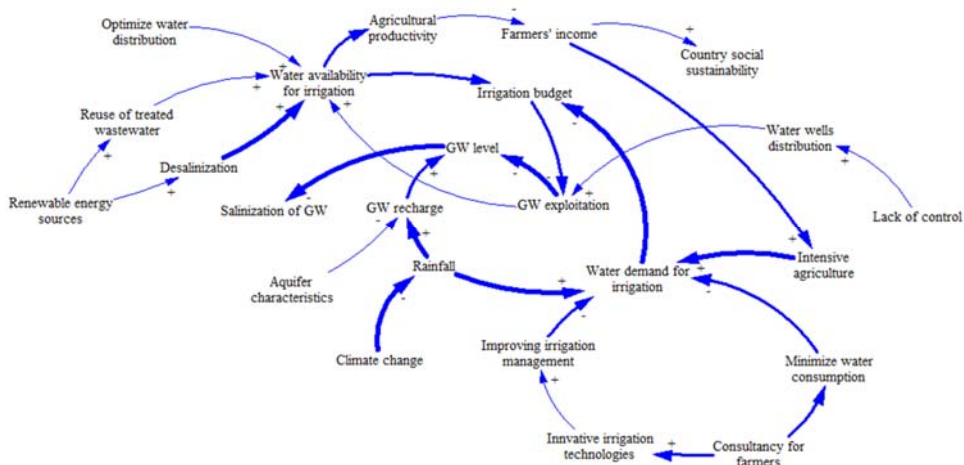 Optimize water
distribution
Agricultural
productivity
Farmers' income
Country social
sustainability
Water availability
for irrigation
Irrigation budget
Reuse of treated
wastewater
Water wells
distribution
GW level
Desalinization
Renewable energy
sources
Salinization of GW
GW recharge
GW exploitation
Lack of control
Aquifer
characteristics
Rainfall
Water demand for
irrigation
Intensive
agriculture
Climate change
Improving irrigation
management
Minimize water
consumption
Innvative irrigation
technologies
Consultancy for
farmers